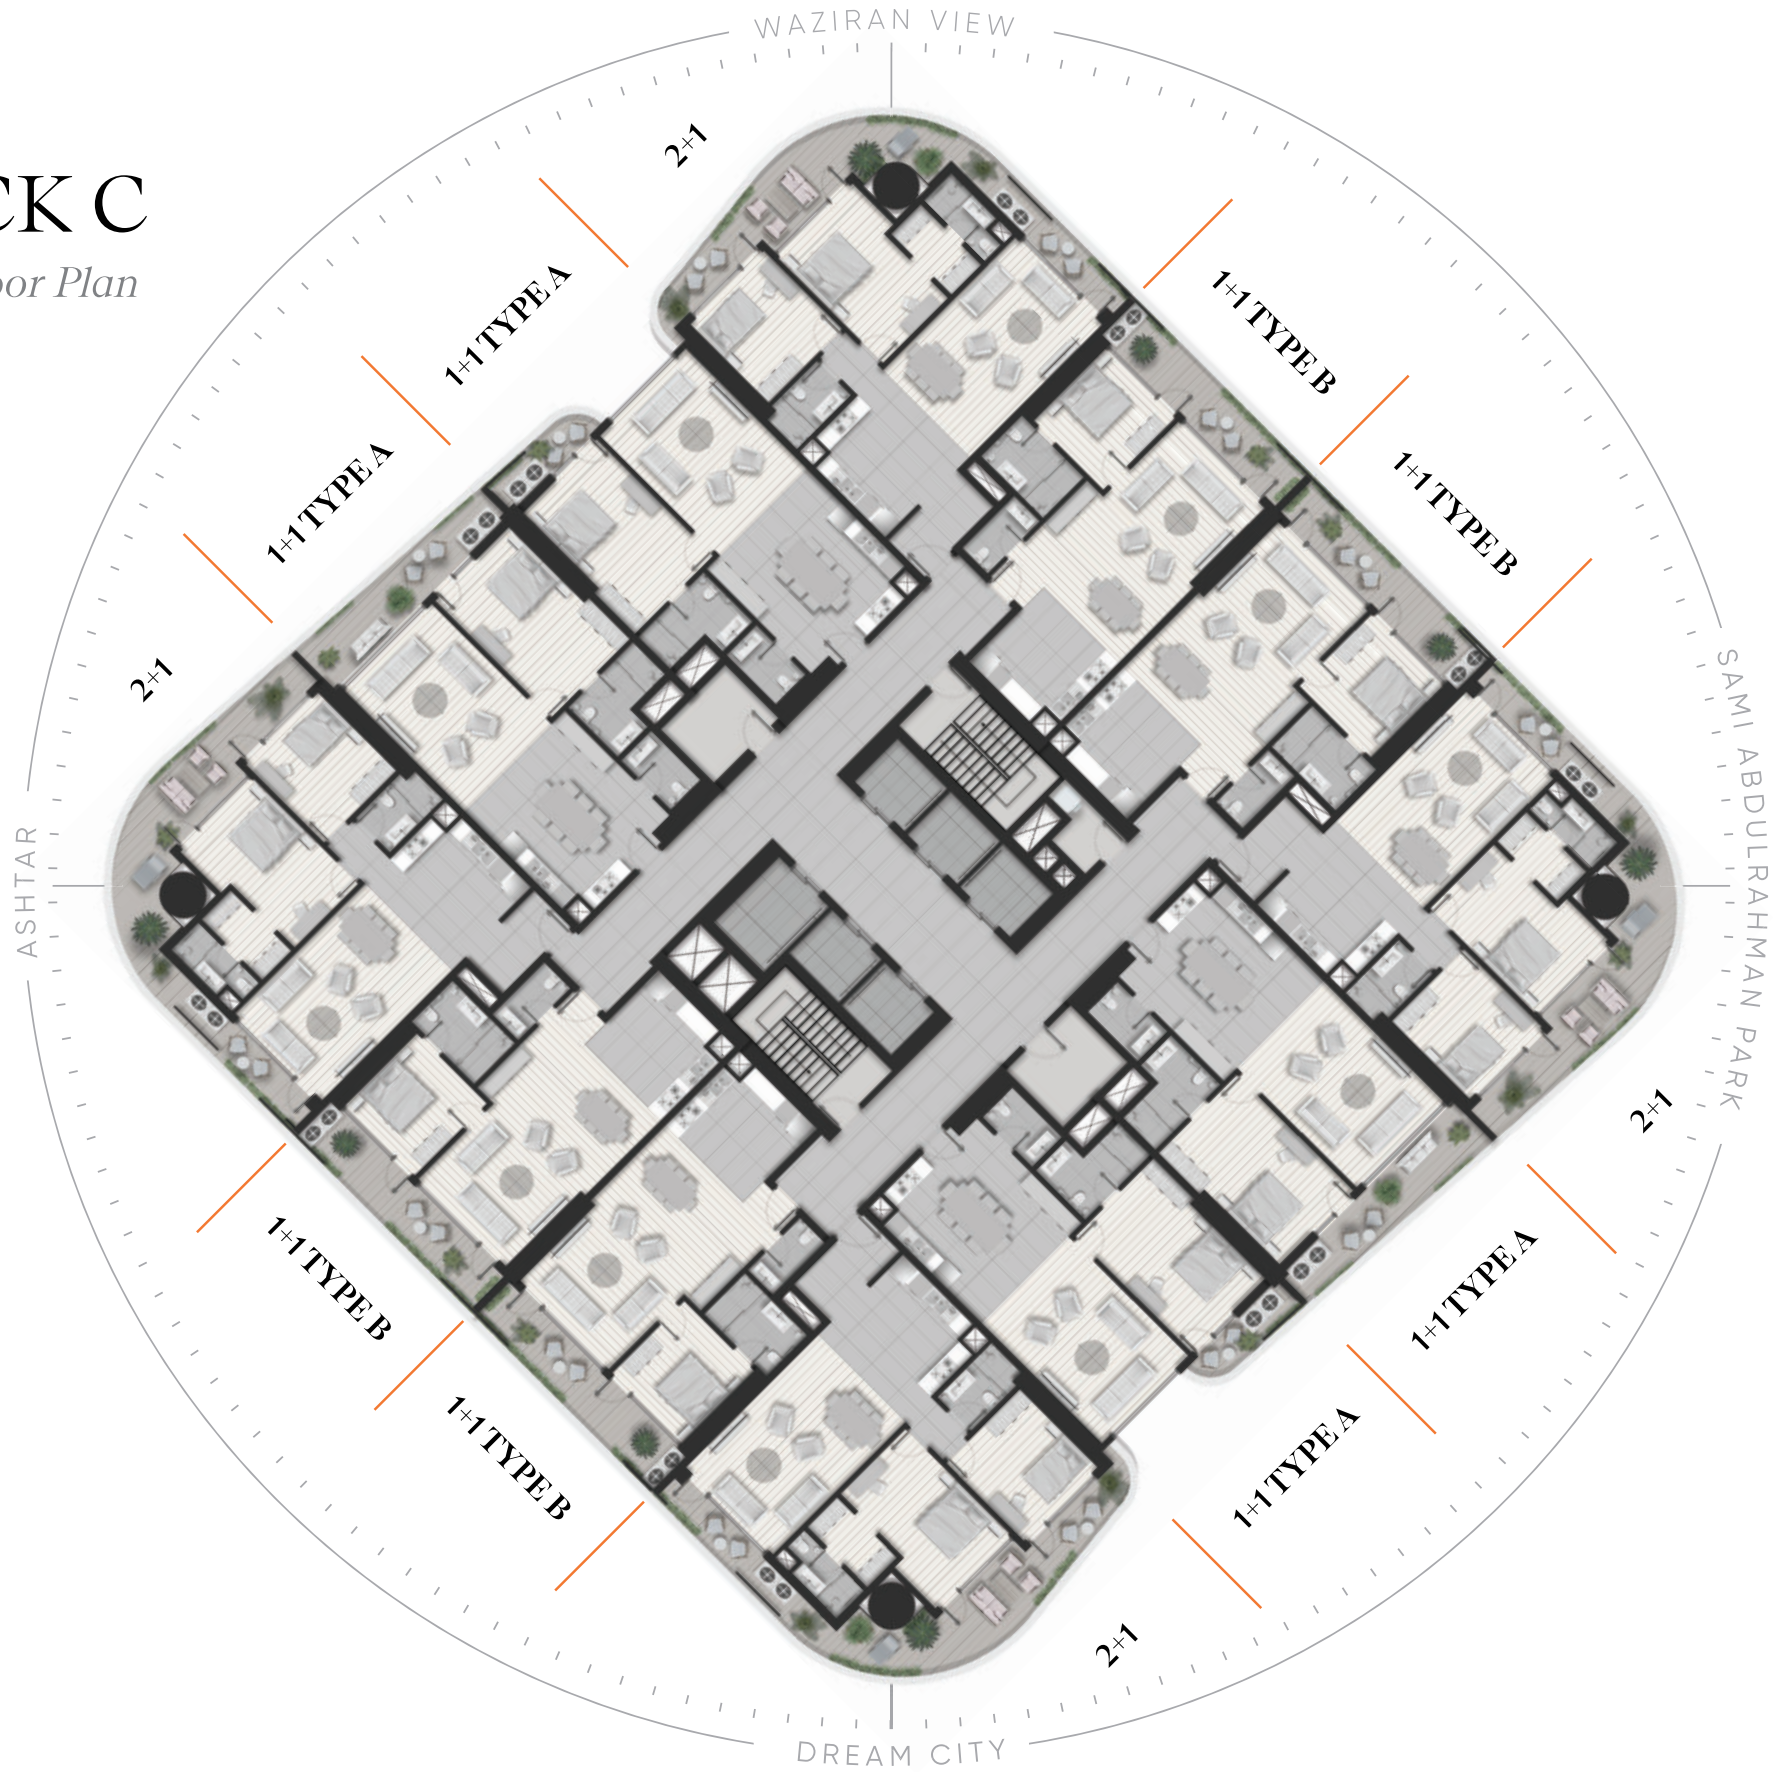 WAZIRAN VIEW
CK C
oor Plan
2+1
1+1 TYPE A
1+1 TYPE A
2+1
1+1 TYPE B
1+1 TYPE B
ASHTAR
SAMI ABDULRAHMAN PARK
2+1
1+1 TYPE A
1+1 TYPE A
2+1
1+1 TYPE B
1+1 TYPE B
DREAM CITY